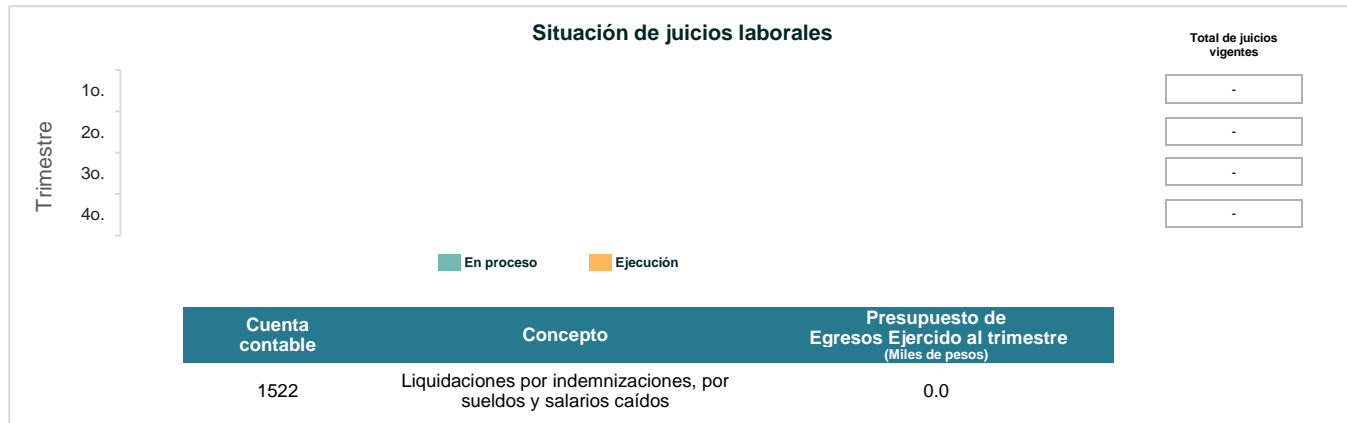 Situación de juicios laborales
Total de juicios
vigentes
Trimestre
1o.
-
2o.
-
3o.
-
4o.
-
En proceso
Ejecución
Cuenta
contable
Concepto
Presupuesto de
Egresos Ejercido al trimestre
(Miles de pesos)
1522
Liquidaciones por indemnizaciones, por
sueldos y salarios caídos
0.0